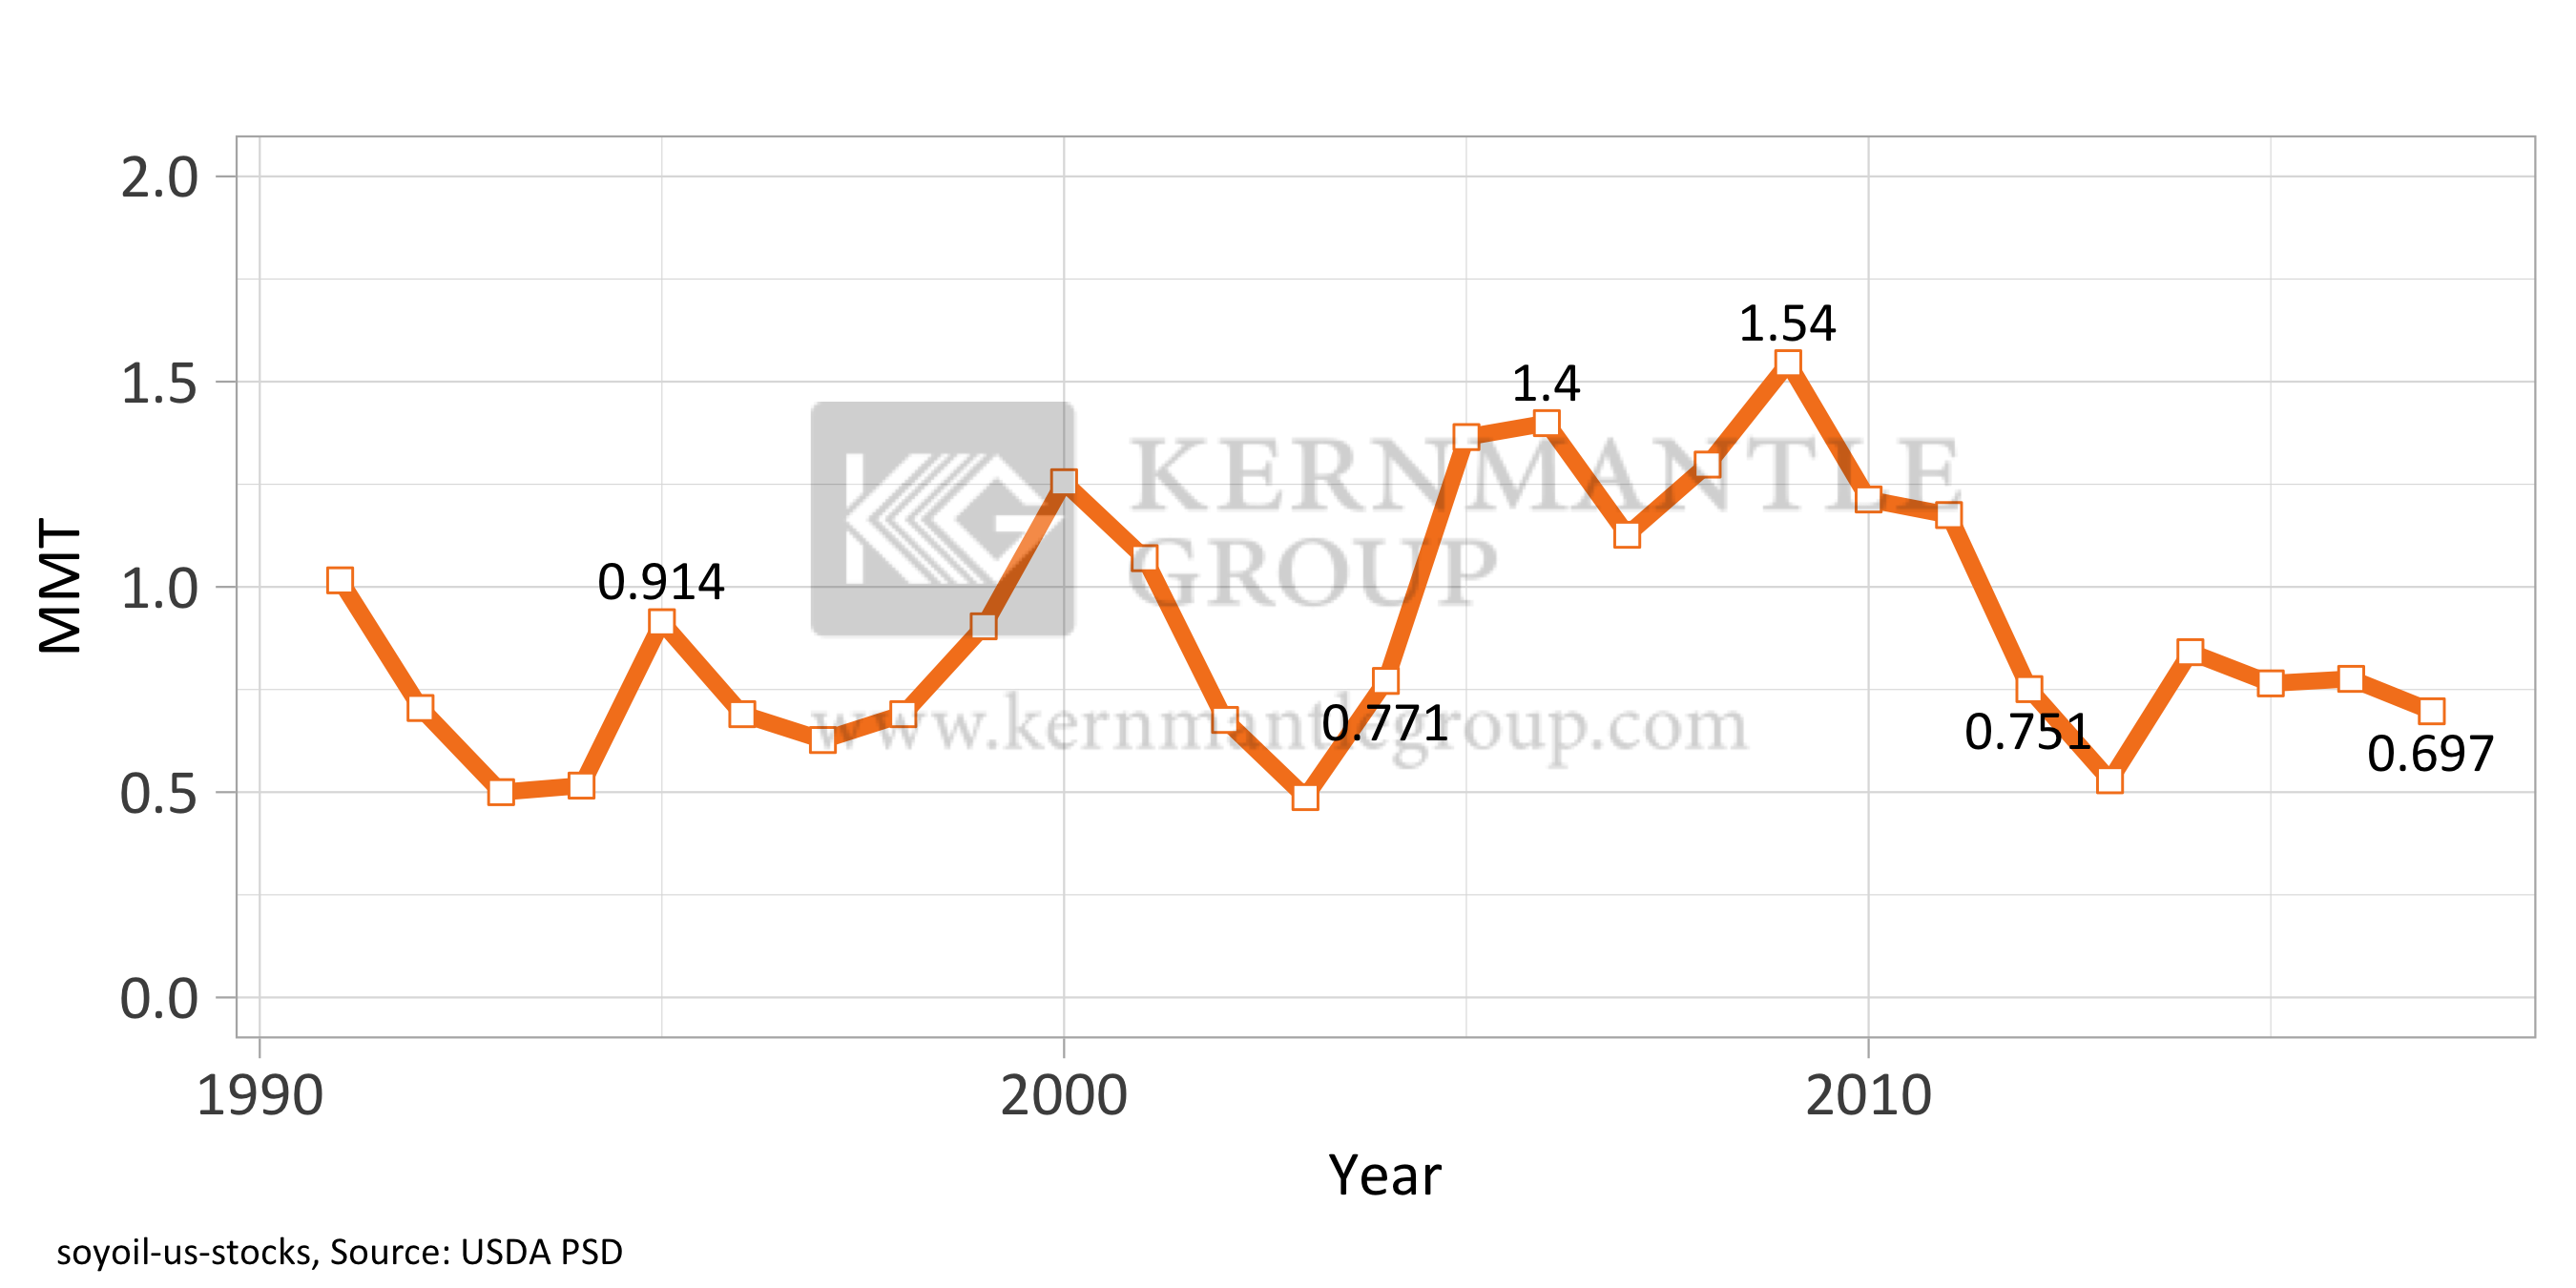 2.0
1.5
1.0
0.5
0.0
MMT
0.914
1.4
1.54
0.771
0.751
0.697
KERNMANTLE
GROUP
www.kernmantlegroup.com
KG
1990 2000 2010
Year
soyoil-us-stocks, Source: USDA PSD